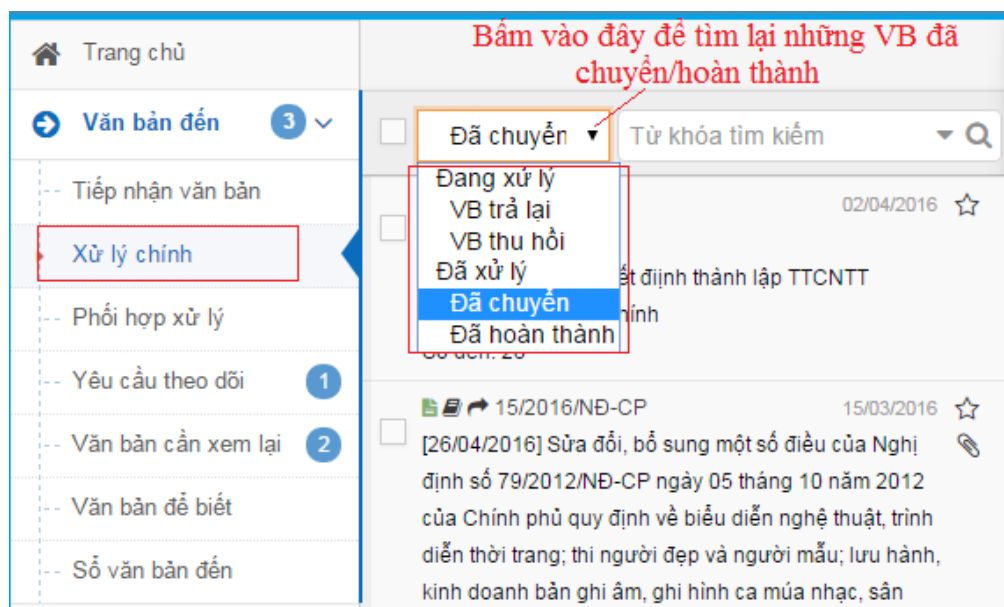 Trang chủ
Văn bản đến 3
Tiếp nhận văn bản
Xử lý chính
Phối hợp xử lý
Yêu cầu theo dõi 1
Văn bản cần xem lại 2
Văn bản để biết
Sổ văn bản đến
Bấm vào đây để tìm lại những VB đã
chuyển/hoàn thành
Đã chuyển Từ khóa tìm kiếm
Đang xử lý
VB trả lại
VB thu hồi
Đã xử lý
Đã chuyển
Đã hoàn thành
02/04/2016
điịnh thành lập TTCNTT
15/2016/NĐ-CP 15/03/2016
[26/04/2016] Sửa đổi, bổ sung một số điều của Nghị
định số 79/2012/NĐ-CP ngày 05 tháng 10 năm 2012
của Chính phủ quy định về biểu diễn nghệ thuật, trình
diễn thời trang; thi người đẹp và người mẫu; lưu hành,
kinh doanh bản ghi âm, ghi hình ca múa nhạc, sân